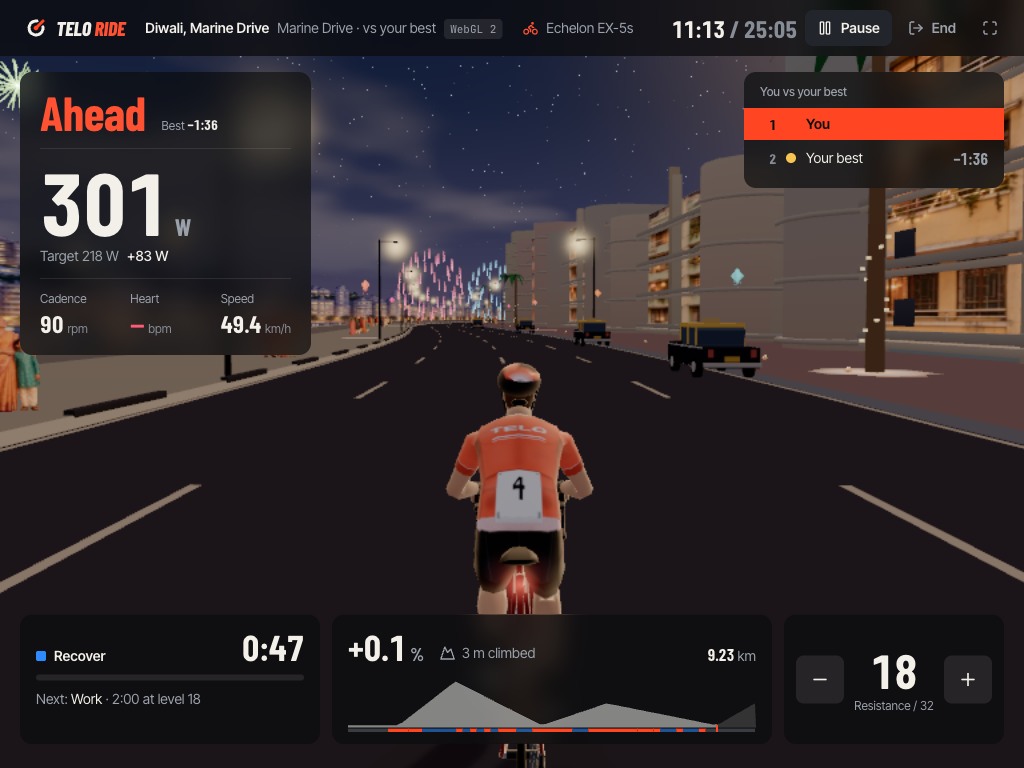 TELO RIDE
Diwali, Marine Drive Marine Drive · vs your best WebGL 2
Echelon EX-5s
11:13 / 25:05
Pause
End
Ahead Best −1:36
301 W
Target 218 W +83 W
Cadence Heart Speed
90 rpm — bpm 49.4 km/h
You vs your best
1 You
2 Your best −1:36
TELO
4
Recover 0:47
Next: Work · 2:00 at level 18
+0.1 % 3 m climbed 9.23 km
− 18 +
Resistance / 32